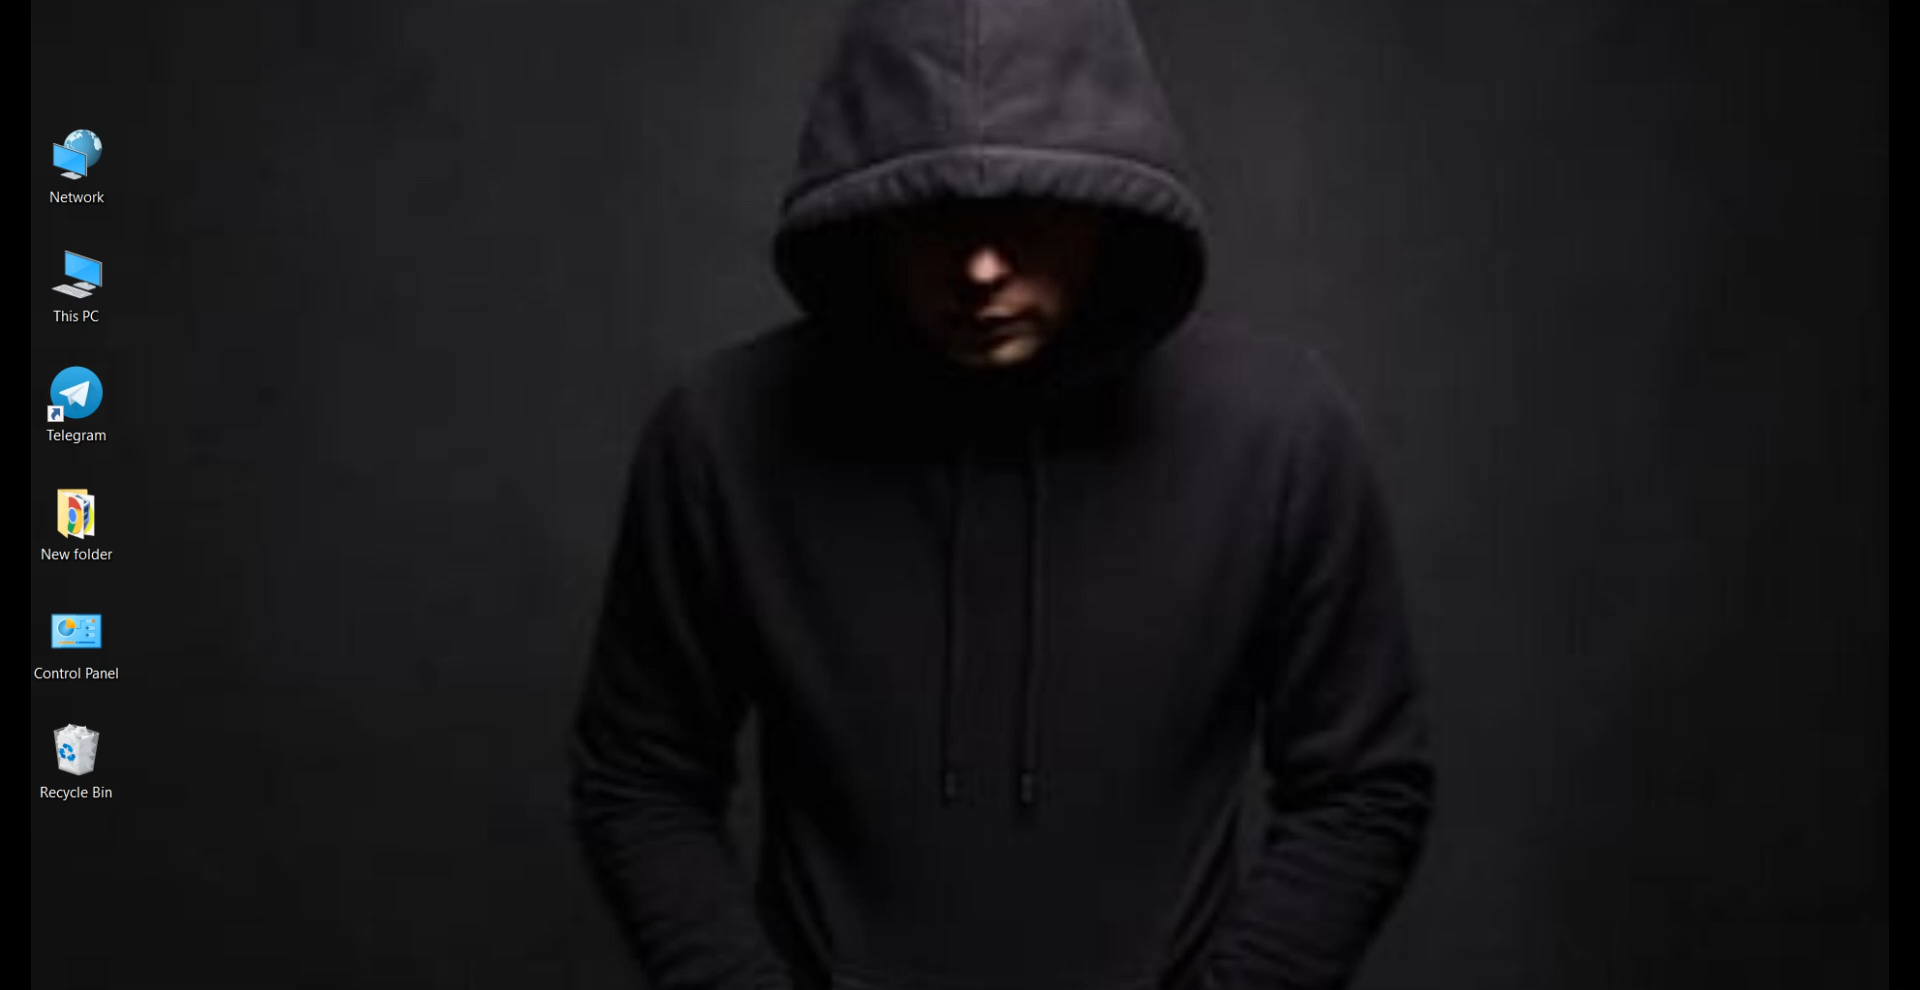 Network
This PC
Telegram
New folder
Control Panel
Recycle Bin